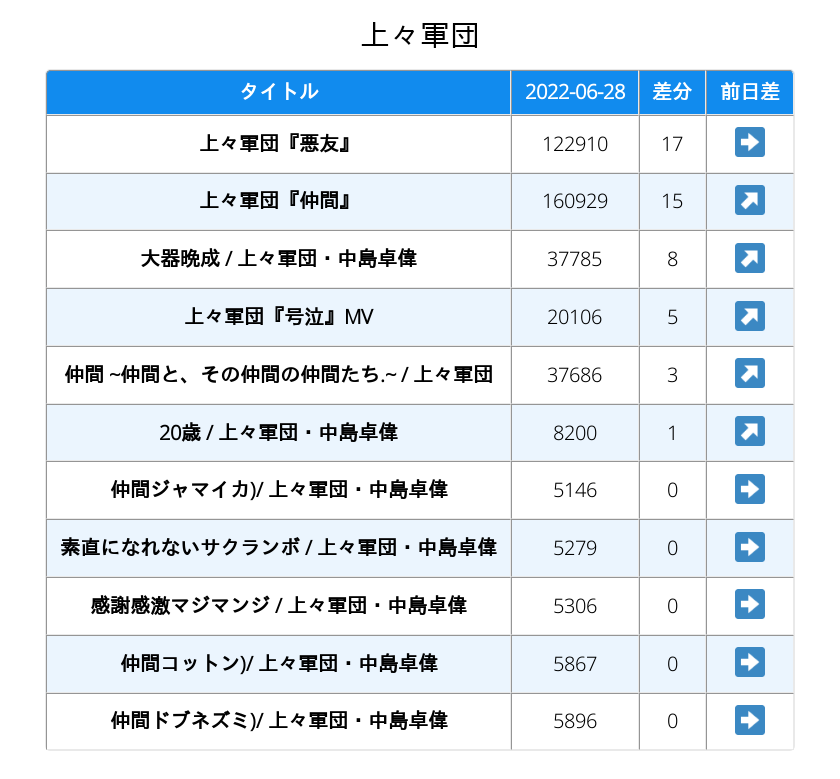 上々軍団
タイトル 2022-06-28 差分 前日差
上々軍団『悪友』 122910 17 ➡
上々軍団『仲間』 160929 15 ↗
大器晩成 / 上々軍団・中島卓偉 37785 8 ↗
上々軍団『号泣』MV 20106 5 ↗
仲間 ~仲間と、その仲間の仲間たち.~ / 上々軍団 37686 3 ↗
20歳 / 上々軍団・中島卓偉 8200 1 ↗
仲間ジャマイカ)/ 上々軍団・中島卓偉 5146 0 ➡
素直になれないサクランボ / 上々軍団・中島卓偉 5279 0 ➡
感謝感激マジマンジ / 上々軍団・中島卓偉 5306 0 ➡
仲間コットン)/ 上々軍団・中島卓偉 5867 0 ➡
仲間ドブネズミ)/ 上々軍団・中島卓偉 5896 0 ➡